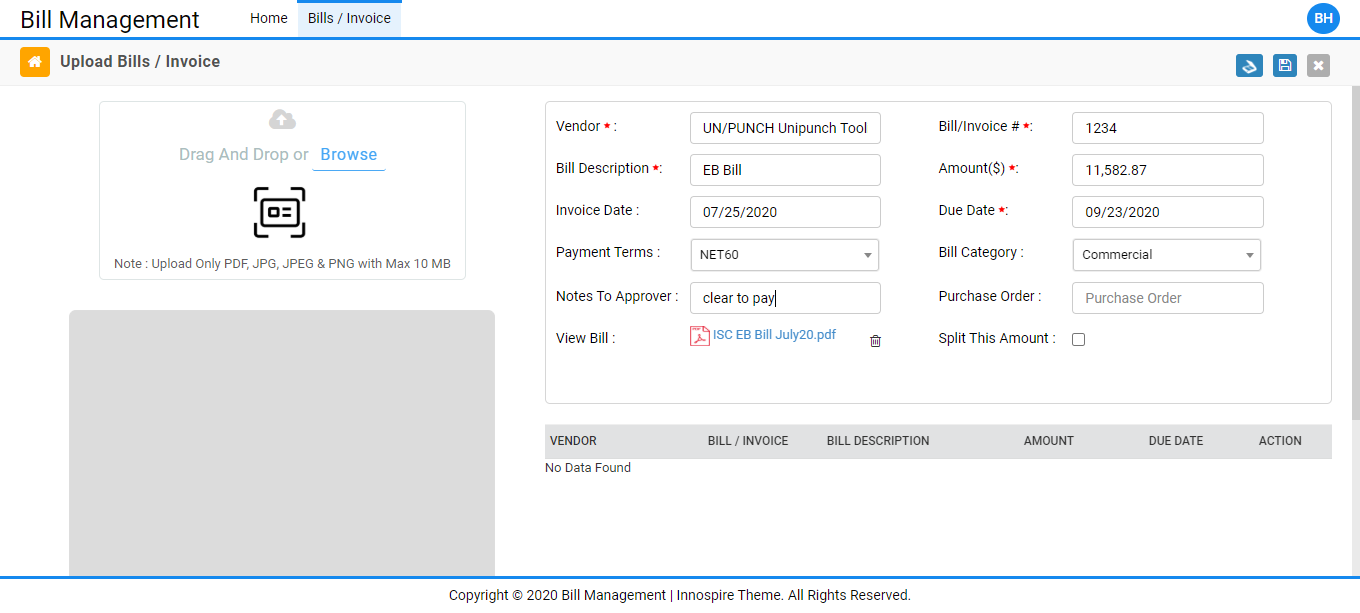 Bill Management Home Bills / Invoice BH
Upload Bills / Invoice
Drag And Drop or Browse
Note : Upload Only PDF, JPG, JPEG & PNG with Max 10 MB
Vendor * : UN/PUNCH Unipunch Tool Bill/Invoice # *: 1234
Bill Description *: EB Bill Amount($) *: 11,582.87
Invoice Date : 07/25/2020 Due Date *: 09/23/2020
Payment Terms : NET60 Bill Category : Commercial
Notes To Approver : clear to pay Purchase Order : Purchase Order
View Bill : ISC EB Bill July20.pdf Split This Amount :
VENDOR BILL / INVOICE BILL DESCRIPTION AMOUNT DUE DATE ACTION
No Data Found
Copyright © 2020 Bill Management | Innospire Theme. All Rights Reserved.